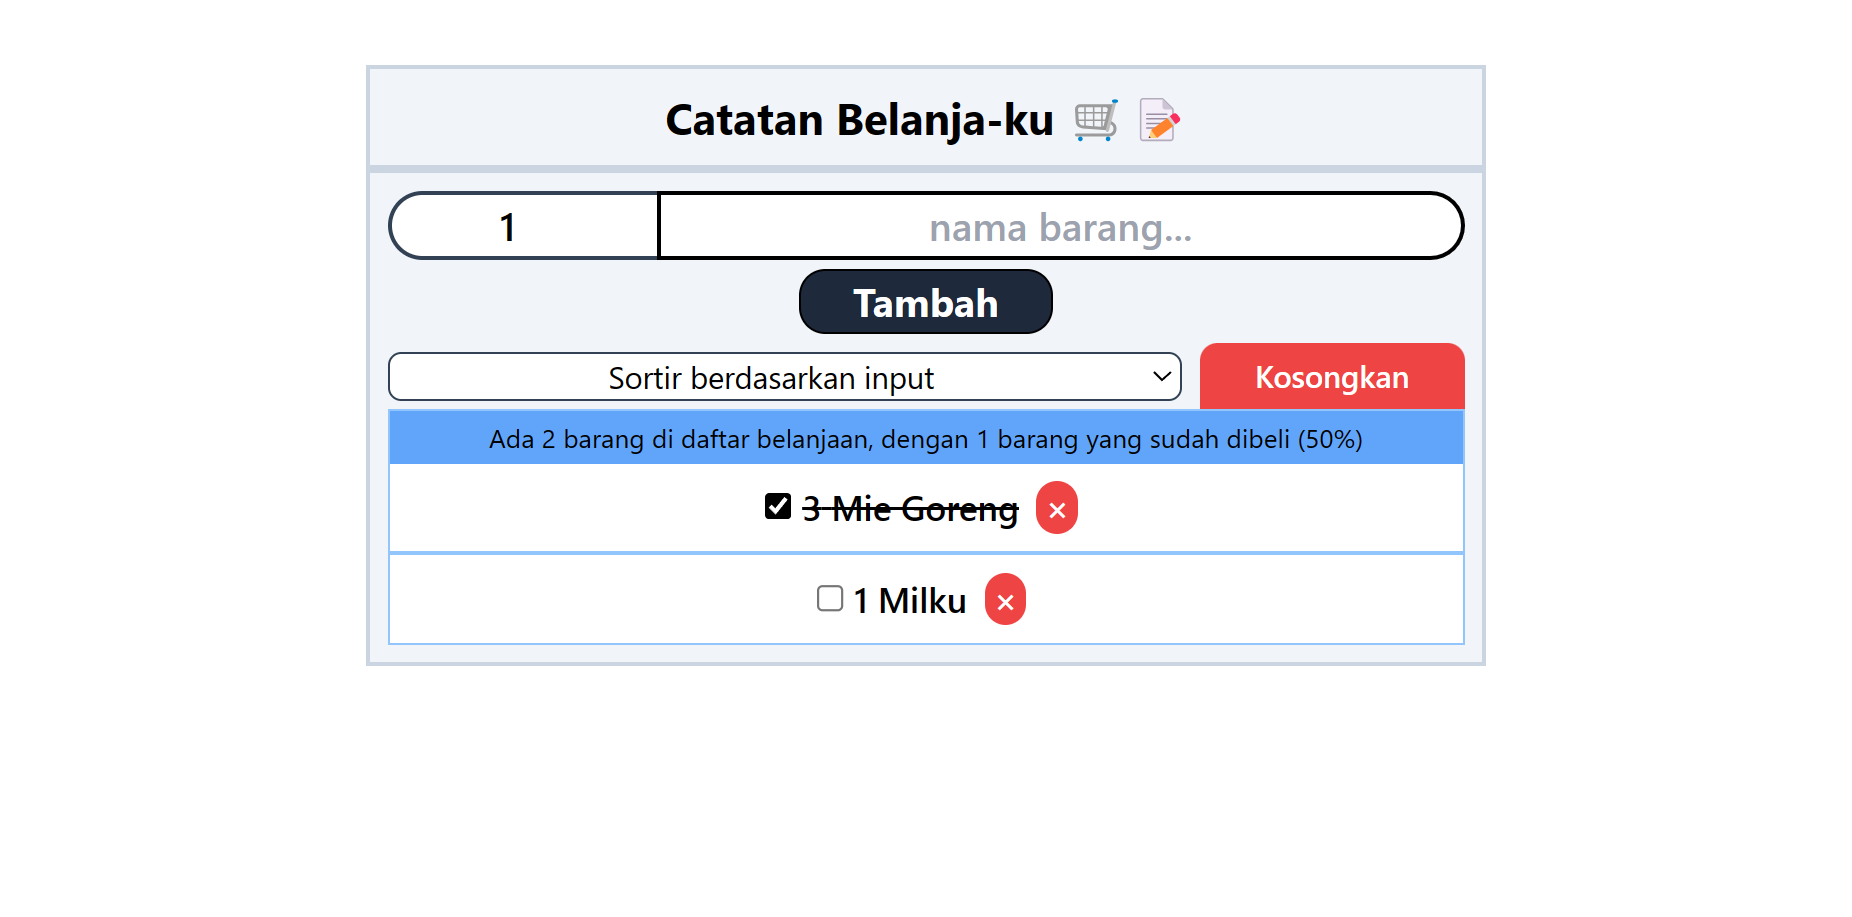 Catatan Belanja-ku 🛒 📝
1 nama barang...
Tambah
Sortir berdasarkan input Kosongkan
Ada 2 barang di daftar belanjaan, dengan 1 barang yang sudah dibeli (50%)
3 Mie Goreng ×
1 Milku ×